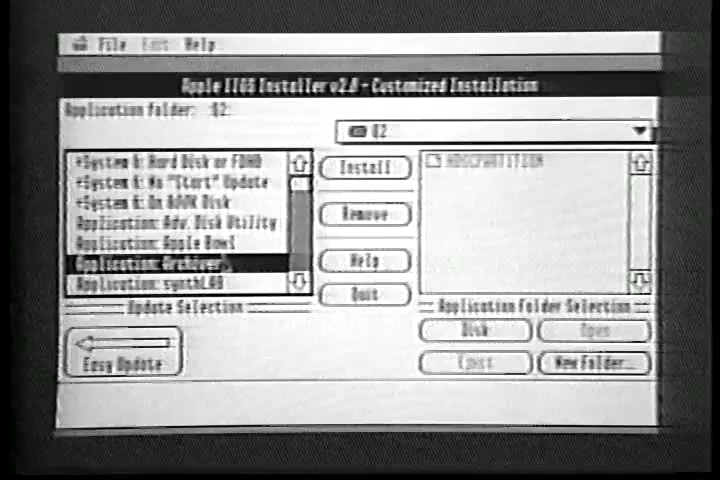 File Edit Help
Apple IIGS Installer v2.0 - Customized Installation
Application Folder: Q2:
Q2
+System 6: Hard Disk or FDHD
+System 6: No "Start" Update
+System 6: On 800K Disk
Application: Adv. Disk Utility
Application: Apple Bowl
Application: Archiver
Application: synthLAB
Update Selection
Easy Update
Install
Remove
Help
Quit
Application Folder Selection
Disk
Open
Eject
New Folder...